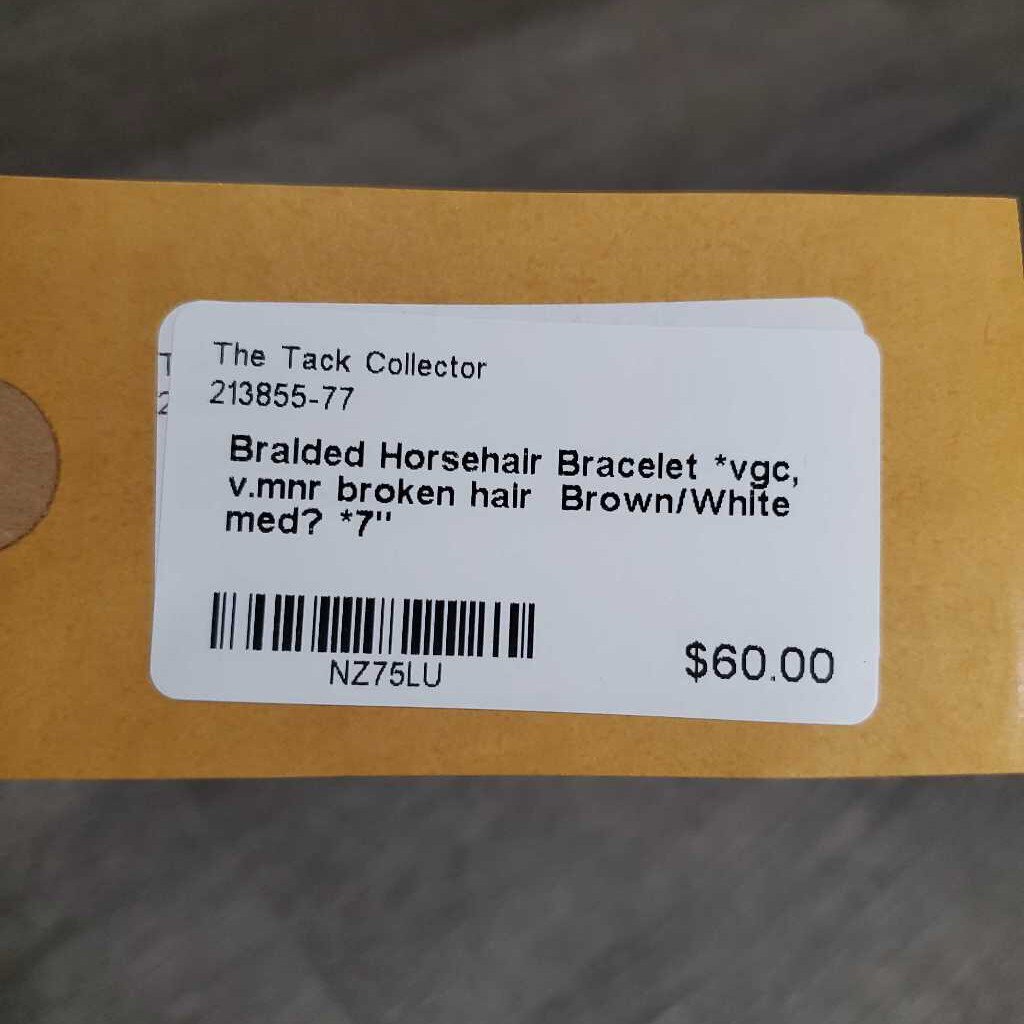 The Tack Collector
213855-77
Braided Horsehair Bracelet *vgc,
v.mnr broken hair Brown/White
med? *7"
NZ75LU
$60.00